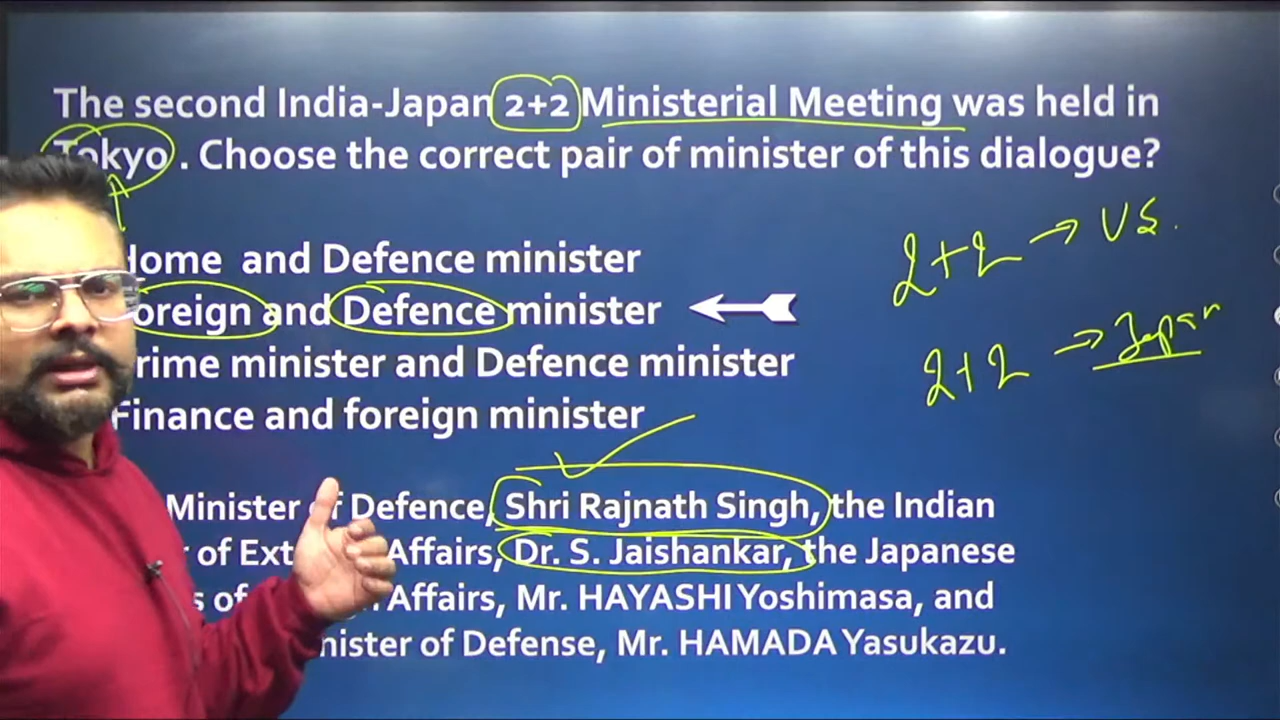 The second India-Japan 2+2 Ministerial Meeting was held in
Tokyo . Choose the correct pair of minister of this dialogue?
2+2 → US.
Home and Defence minister
oreign and Defence minister
2+2 → Japan
rime minister and Defence minister
Finance and foreign minister
Minister of Defence, Shri Rajnath Singh, the Indian
r of Affairs, Dr. S. Jaishankar, the Japanese
s of Affairs, Mr. HAYASHI Yoshimasa, and
nister of Defense, Mr. HAMADA Yasukazu.